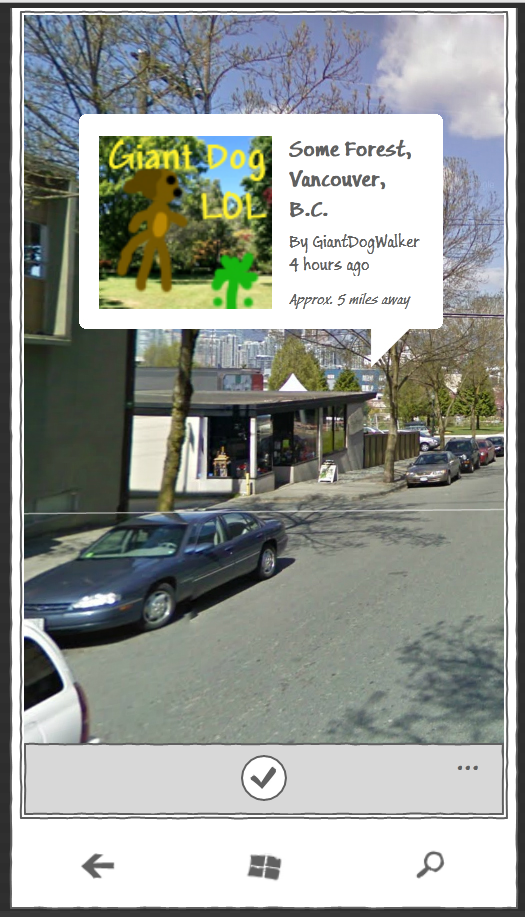 Giant Dog
LOL
Some Forest,
Vancouver,
B.C.
By GiantDogWalker
4 hours ago
Approx. 5 miles away